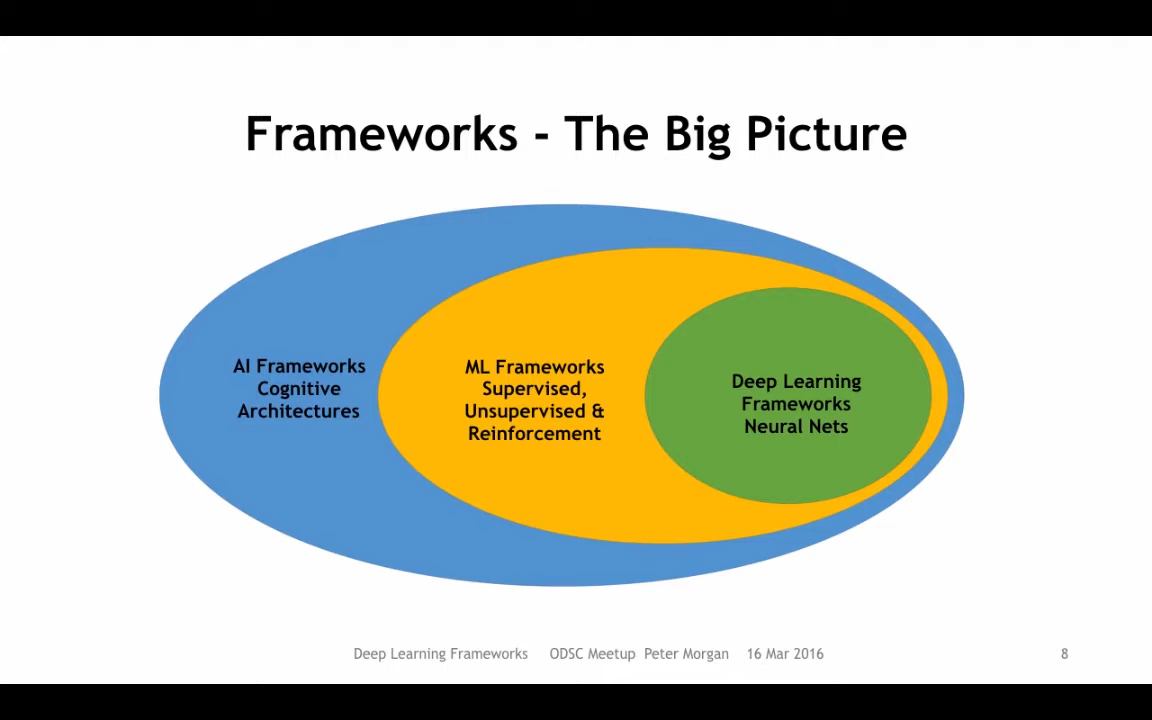 Frameworks - The Big Picture
AI Frameworks
Cognitive
Architectures
ML Frameworks
Supervised,
Unsupervised &
Reinforcement
Deep Learning
Frameworks
Neural Nets
Deep Learning Frameworks ODSC Meetup Peter Morgan 16 Mar 2016 8